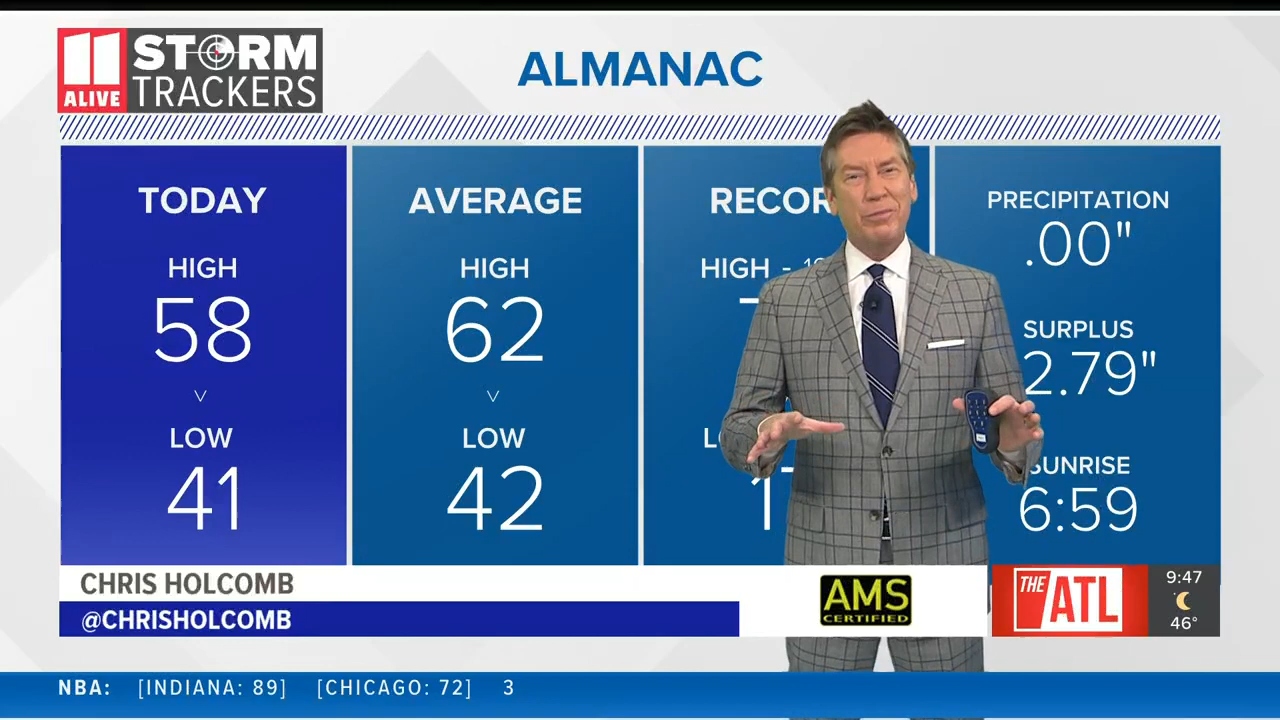 11
ALIVE
STORM
TRACKERS
ALMANAC
TODAY
HIGH
58
LOW
41
AVERAGE
HIGH
62
LOW
42
HIGH -
PRECIPITATION
.00"
SURPLUS
2.79"
SUNRISE
6:59
CHRIS HOLCOMB
@CHRISHOLCOMB
AMS
CERTIFIED
THE ATL
9:47
46°
NBA: [INDIANA: 89] [CHICAGO: 72] 3